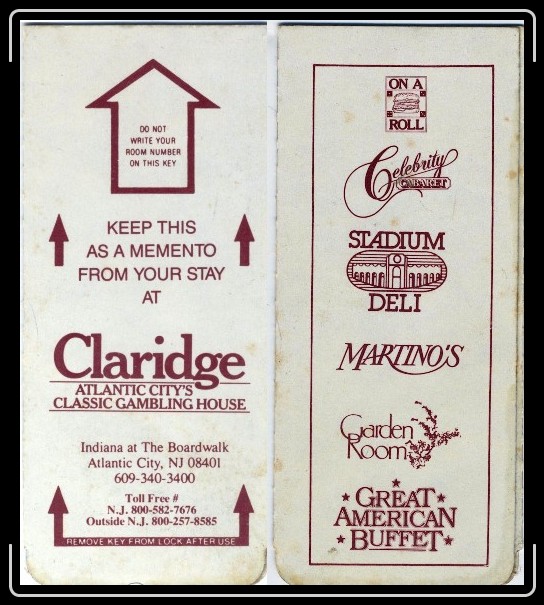 DO NOT
WRITE YOUR
ROOM NUMBER
ON THIS KEY
KEEP THIS
AS A MEMENTO
FROM YOUR STAY
AT
Claridge
ATLANTIC CITY'S
CLASSIC GAMBLING HOUSE
Indiana at The Boardwalk
Atlantic City, NJ 08401
609-340-3400
Toll Free #
N.J. 800-582-7676
Outside N.J. 800-257-8585
REMOVE KEY FROM LOCK AFTER USE
ON A
ROLL
Celebrity
CABARET
STADIUM
DELI
MARTINO'S
Garden
Room
GREAT
AMERICAN
BUFFET